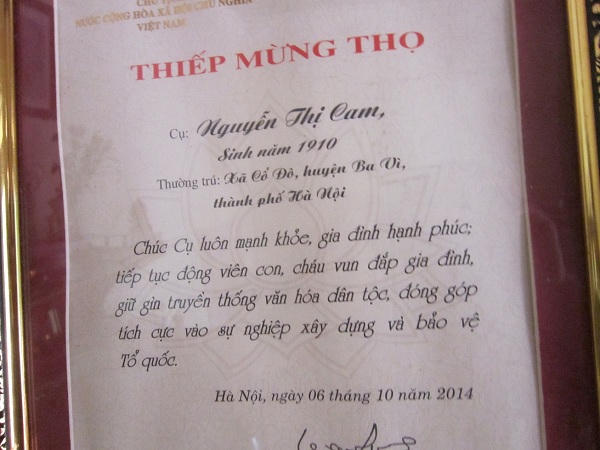 CHỦ TỊCH
NƯỚC CỘNG HÒA XÃ HỘI CHỦ NGHĨA
VIỆT NAM
THIẾP MỪNG THỌ
Cụ: Nguyễn Thị Cam,
Sinh năm 1910
Thường trú: Xã Cổ Đô, huyện Ba Vì,
thành phố Hà Nội
Chúc Cụ luôn mạnh khỏe, gia đình hạnh phúc;
tiếp tục động viên con, cháu vun đắp gia đình,
giữ gìn truyền thống văn hóa dân tộc, đóng góp
tích cực vào sự nghiệp xây dựng và bảo vệ
Tổ quốc.
Hà Nội, ngày 06 tháng 10 năm 2014